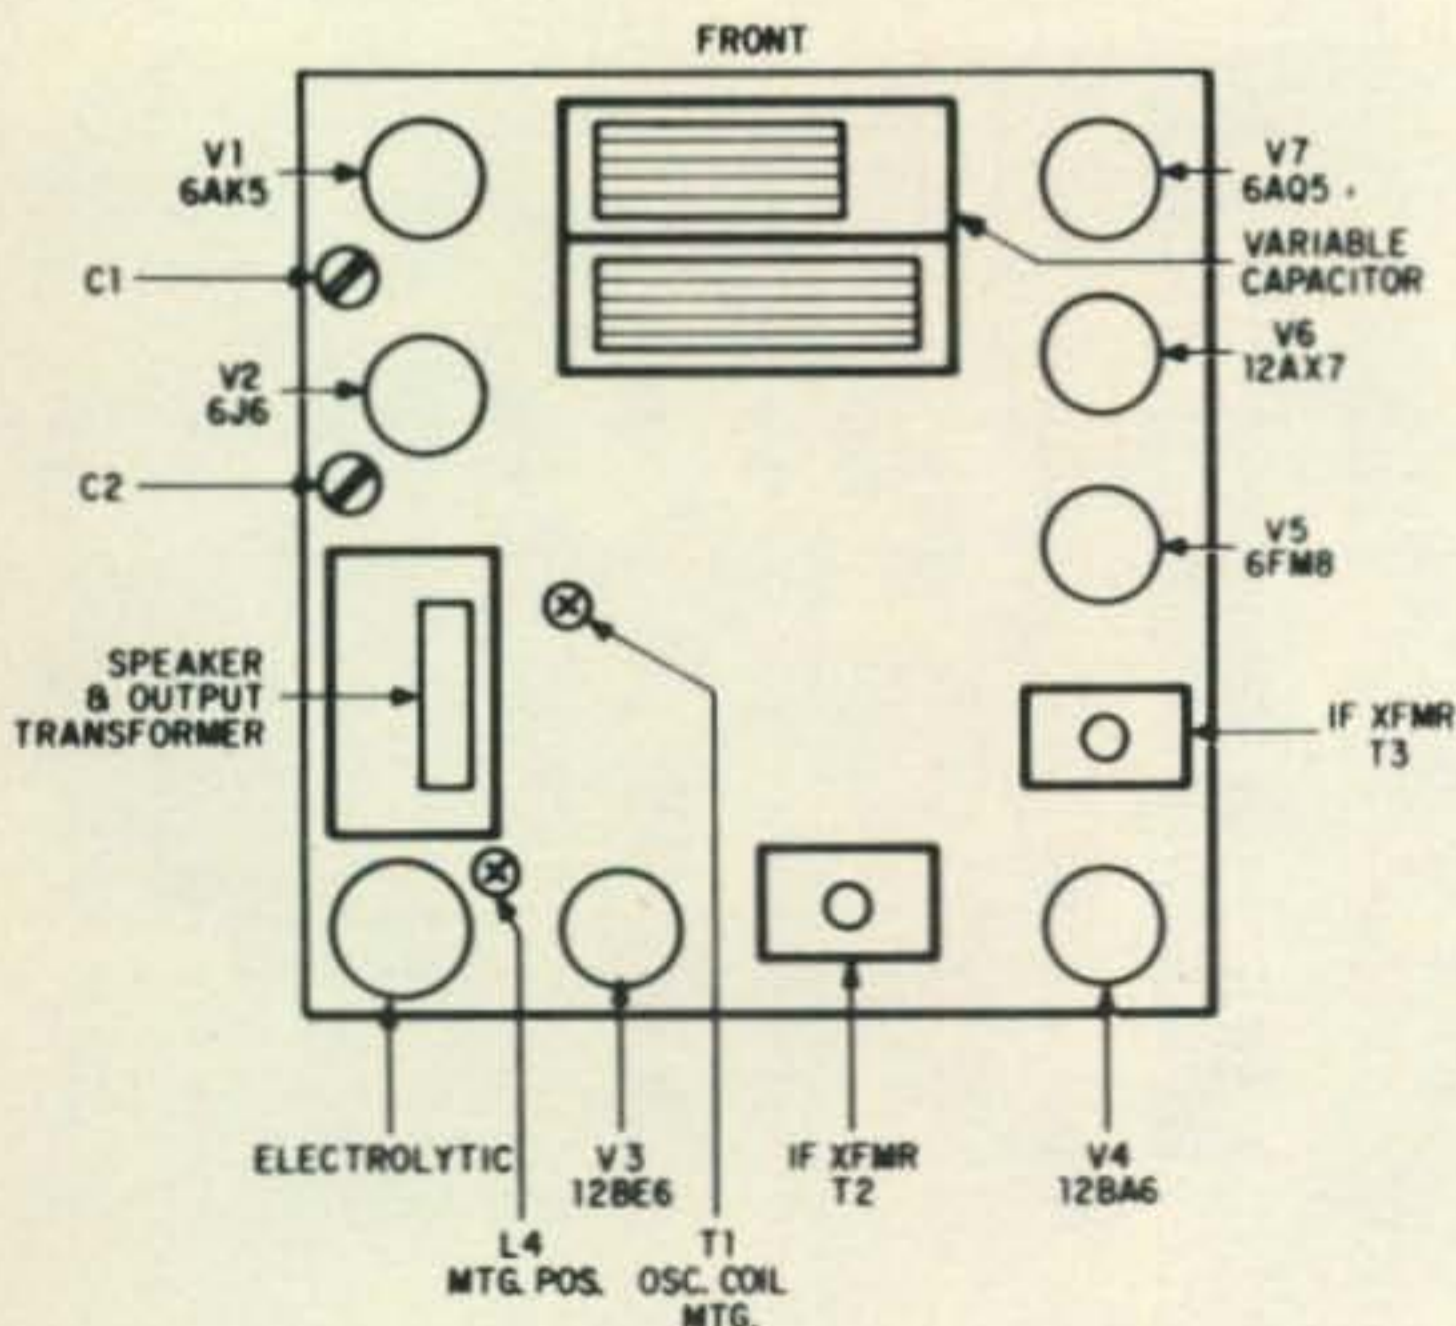 FRONT
V1
6AK5
C1
V2
6J6
C2
SPEAKER
& OUTPUT
TRANSFORMER
V7
6AQ5
VARIABLE
CAPACITOR
V6
12AX7
V5
6FM8
IF XFMR
T3
ELECTROLYTIC
L4
MTG. POS.
V3
12BE6
T1
OSC. COIL
MTG.
IF XFMR
T2
V4
12BA6